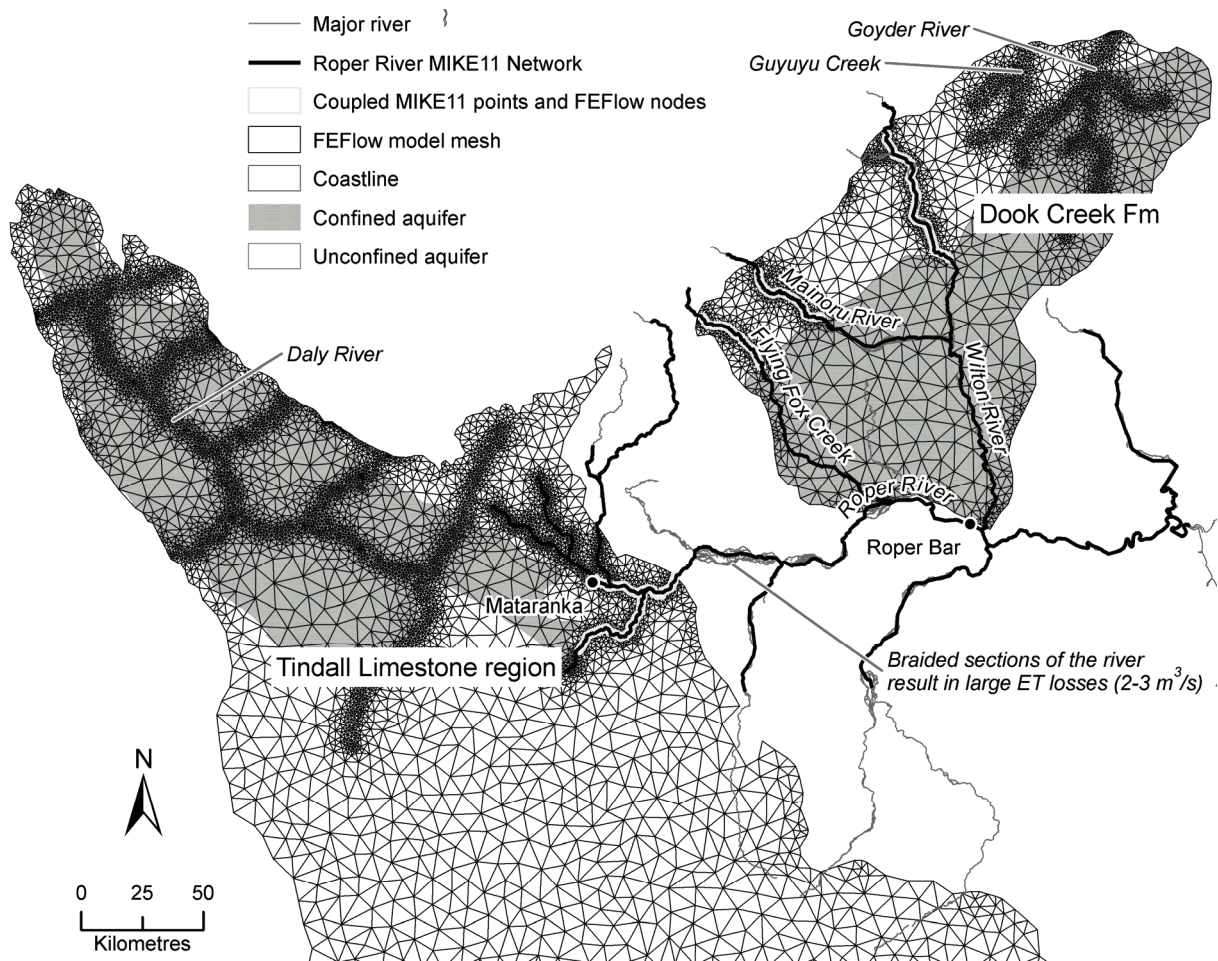 Major river
Roper River MIKE11 Network
Coupled MIKE11 points and FEFlow nodes
FEFlow model mesh
Coastline
Confined aquifer
Unconfined aquifer
Goyder River
Guyuyu Creek
Dook Creek Fm
Mainoru River
Flying Fox Creek
Wilton River
Roper River
Roper Bar
Daly River
Mataranka
Tindall Limestone region
Braided sections of the river
result in large ET losses (2-3 m³/s)
N
0 25 50
Kilometres